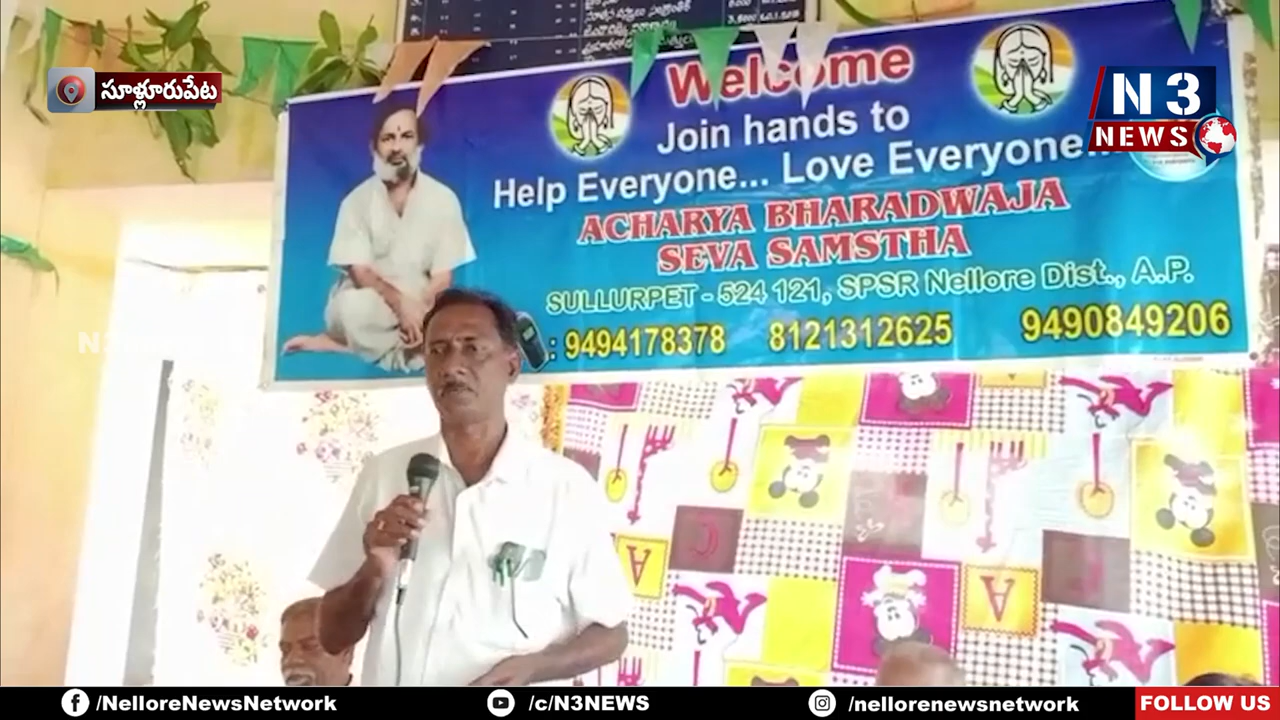 సూళ్లూరుపేట
N3
NEWS
Welcome
Join hands to
Help Everyone... Love Everyone...
ACHARYA BHARADWAJA
SEVA SAMSTHA
SULLURPET - 524 121, SPSR Nellore Dist., A.P.
: 9494178378 8121312625 9490849206
/NelloreNewsNetwork
/c/N3NEWS
/nellorenewsnetwork
FOLLOW US